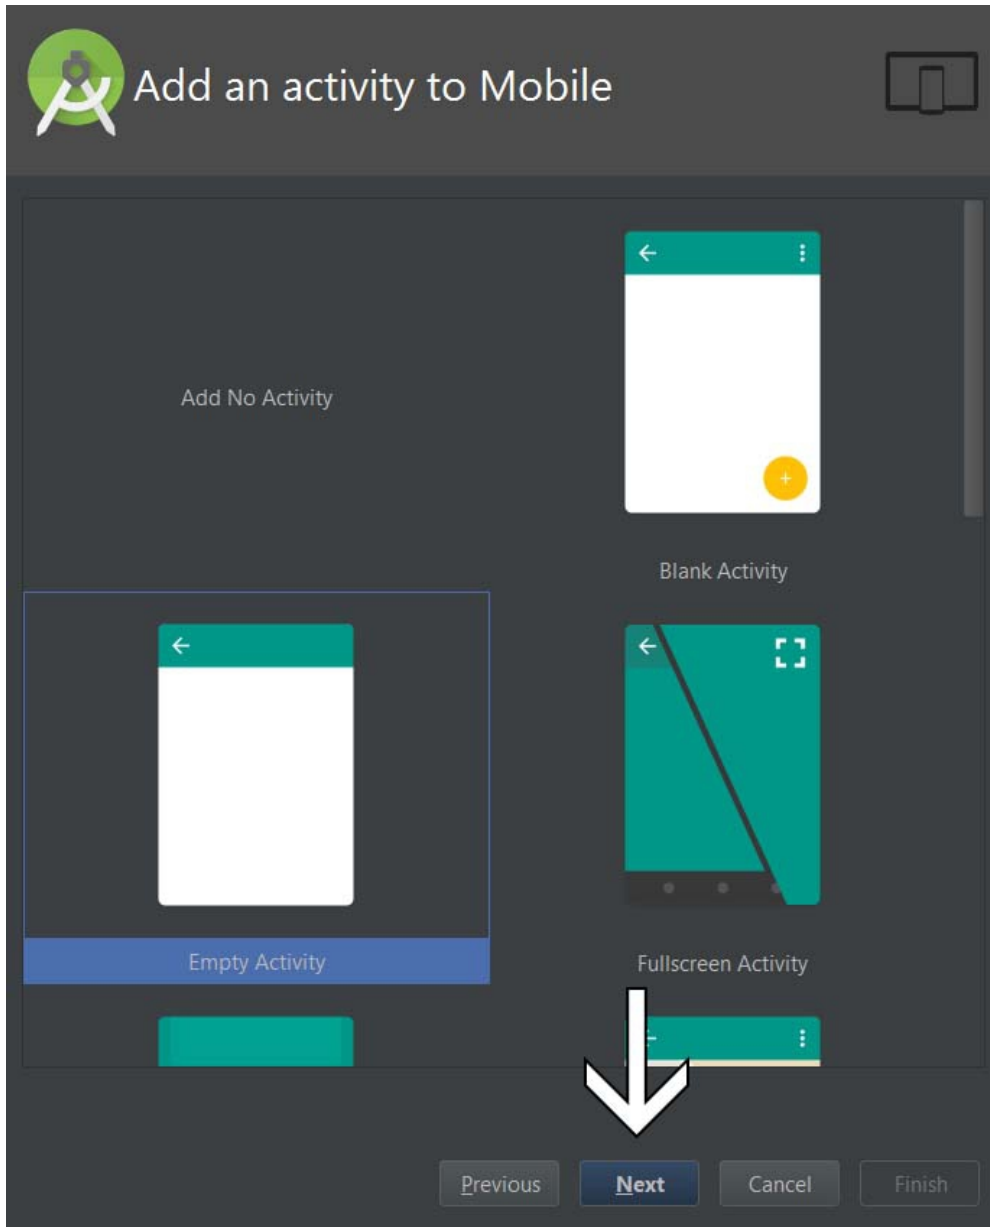 Add an activity to Mobile
Add No Activity
Blank Activity
Empty Activity
Fullscreen Activity
Previous
Next
Cancel
Finish